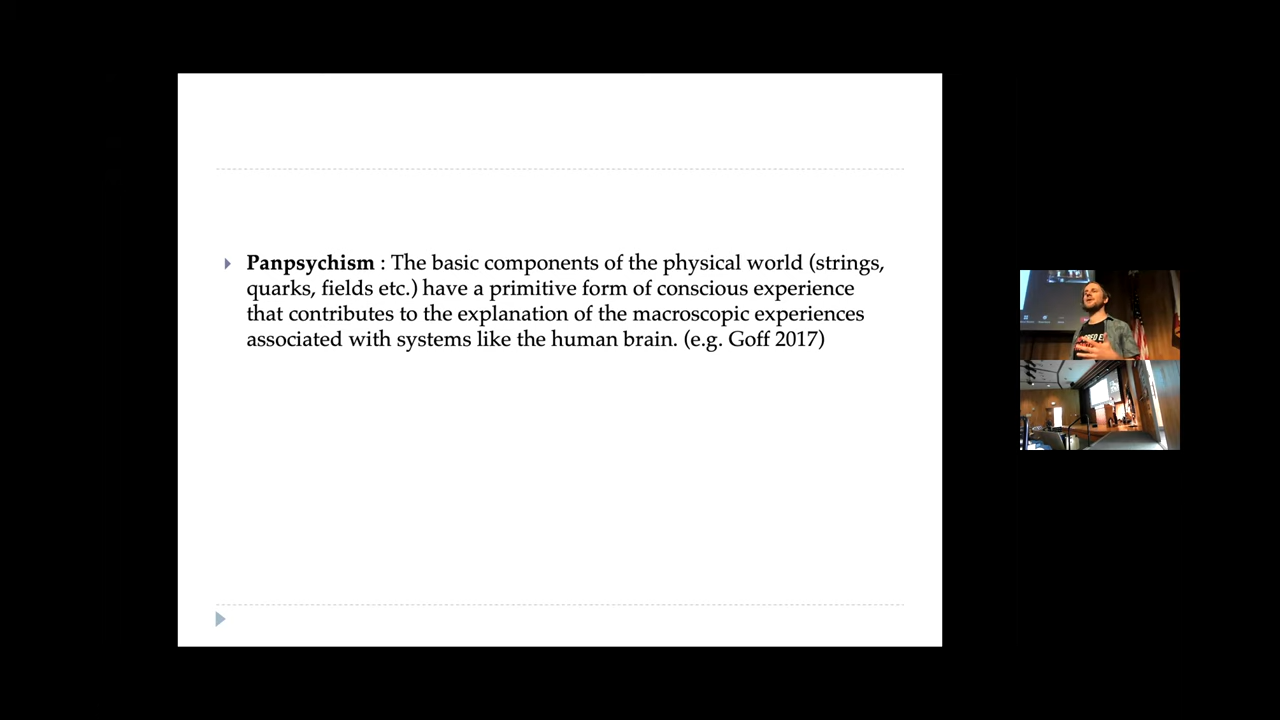 Panpsychism : The basic components of the physical world (strings,
quarks, fields etc.) have a primitive form of conscious experience
that contributes to the explanation of the macroscopic experiences
associated with systems like the human brain. (e.g. Goff 2017)